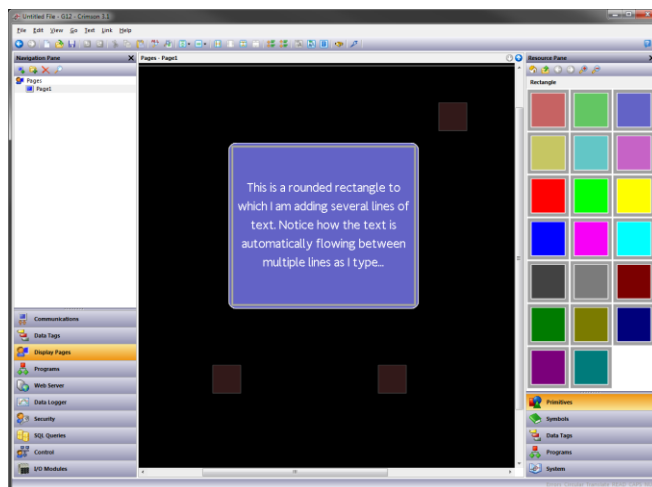 Untitled File - G12 - Crimson 3.1
File Edit View Go Text Link Help
Navigation Pane
Pages - Page1
Resource Pane
Pages
Page1
Rectangle
This is a rounded rectangle to
which I am adding several lines of
text. Notice how the text is
automatically flowing between
multiple lines as I type...
Communications
Data Tags
Display Pages
Programs
Web Server
Data Logger
Security
SQL Queries
Control
I/O Modules
Primitives
Symbols
Data Tags
Programs
System